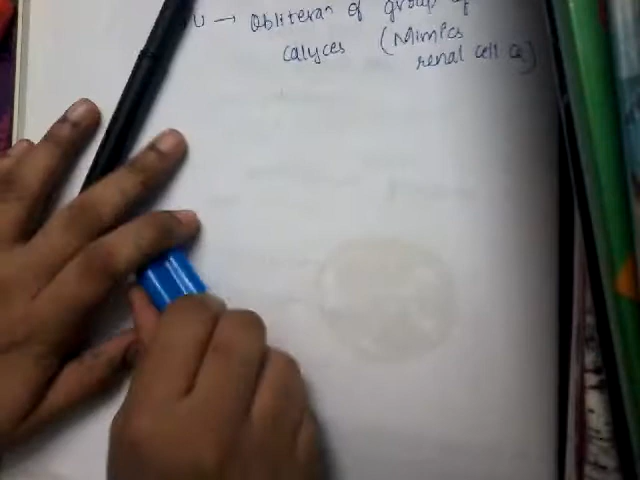 U → Obliteran of group of
calyces (Mimics
renal cell Ca)